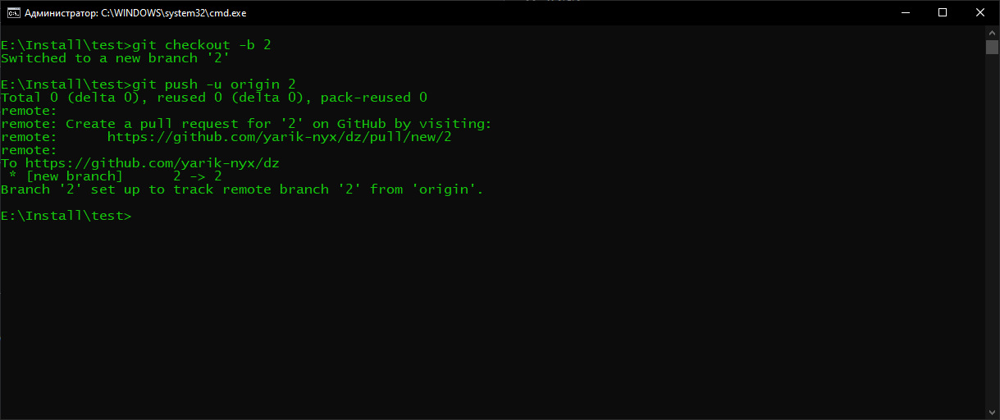 Администратор: C:\WINDOWS\system32\cmd.exe
E:\Install\test>git checkout -b 2
Switched to a new branch '2'
E:\Install\test>git push -u origin 2
Total 0 (delta 0), reused 0 (delta 0), pack-reused 0
remote:
remote: Create a pull request for '2' on GitHub by visiting:
remote:      https://github.com/yarik-nyx/dz/pull/new/2
remote:
To https://github.com/yarik-nyx/dz
 * [new branch]      2 -> 2
Branch '2' set up to track remote branch '2' from 'origin'.
E:\Install\test>